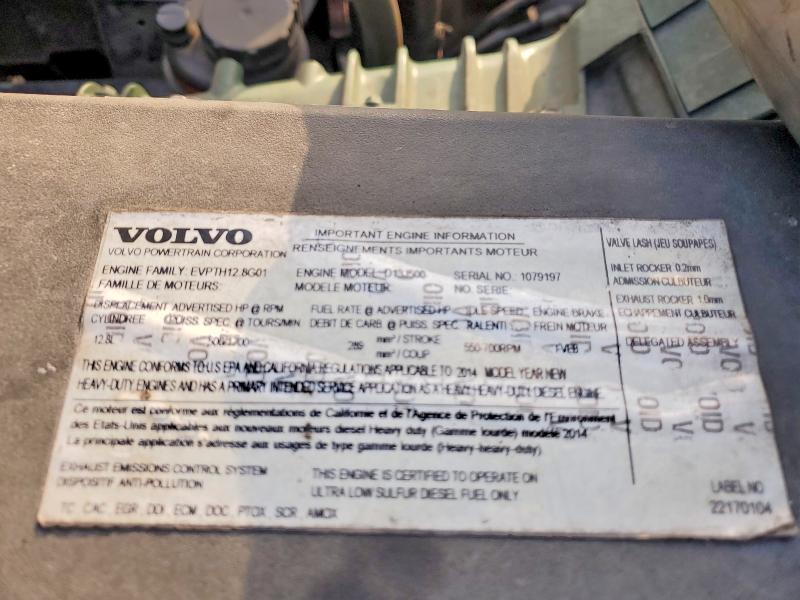 VOLVO
VOLVO POWERTRAIN CORPORATION
IMPORTANT ENGINE INFORMATION
RENSEIGNEMENTS IMPORTANTS MOTEUR
ENGINE FAMILY: EVPTH12.8G01
FAMILLE DE MOTEURS:
ENGINE MODEL: D13J500
MODELE MOTEUR:
SERIAL NO: 1079197
NO. SERIE:
DISPLACEMENT ADVERTISED HP @ RPM
CYLINDREE PUISS. SPEC @ TOURS/MIN
12.8L
FUEL RATE @ ADVERTISED HP
DEBIT DE CARB @ PUISS. SPEC
mm³ / STROKE
mm³ / COUP
IDLE SPEED
RALENTI
550-700RPM
ENGINE BRAKE
FREIN MOTEUR
THIS ENGINE CONFORMS TO U.S EPA AND CALIFORNIA REGULATIONS APPLICABLE TO 2014 MODEL YEAR NEW
HEAVY-DUTY ENGINES AND HAS A PRIMARY INTENDED SERVICE APPLICATION AS A HEAVY, HEAVY-DUTY DIESEL ENGINE.
Ce moteur est conforme aux réglementations de Californie et de l'Agence de Protection de l'Environnement
des Etats-Unis applicables aux nouveaux moteurs diesel Heavy duty (Gamme lourde) modèle 2014
La principale application s'adresse aux usages de type gamme lourde (Heavy-heavy-duty)
EXHAUST EMISSIONS CONTROL SYSTEM
DISPOSITIF ANTI-POLLUTION
TC, CAC, EGR, DDI, ECM, DOC, PTOX, SCR, AMOX
THIS ENGINE IS CERTIFIED TO OPERATE ON
ULTRA LOW SULFUR DIESEL FUEL ONLY
VALVE LASH (JEU SOUPAPES)
INLET ROCKER 0.2mm
ADMISSION CULBUTEUR
EXHAUST ROCKER 1.0mm
ECHAPPEMENT CULBUTEUR
DELEGATED ASSEMBLY
LABEL NO
22170104